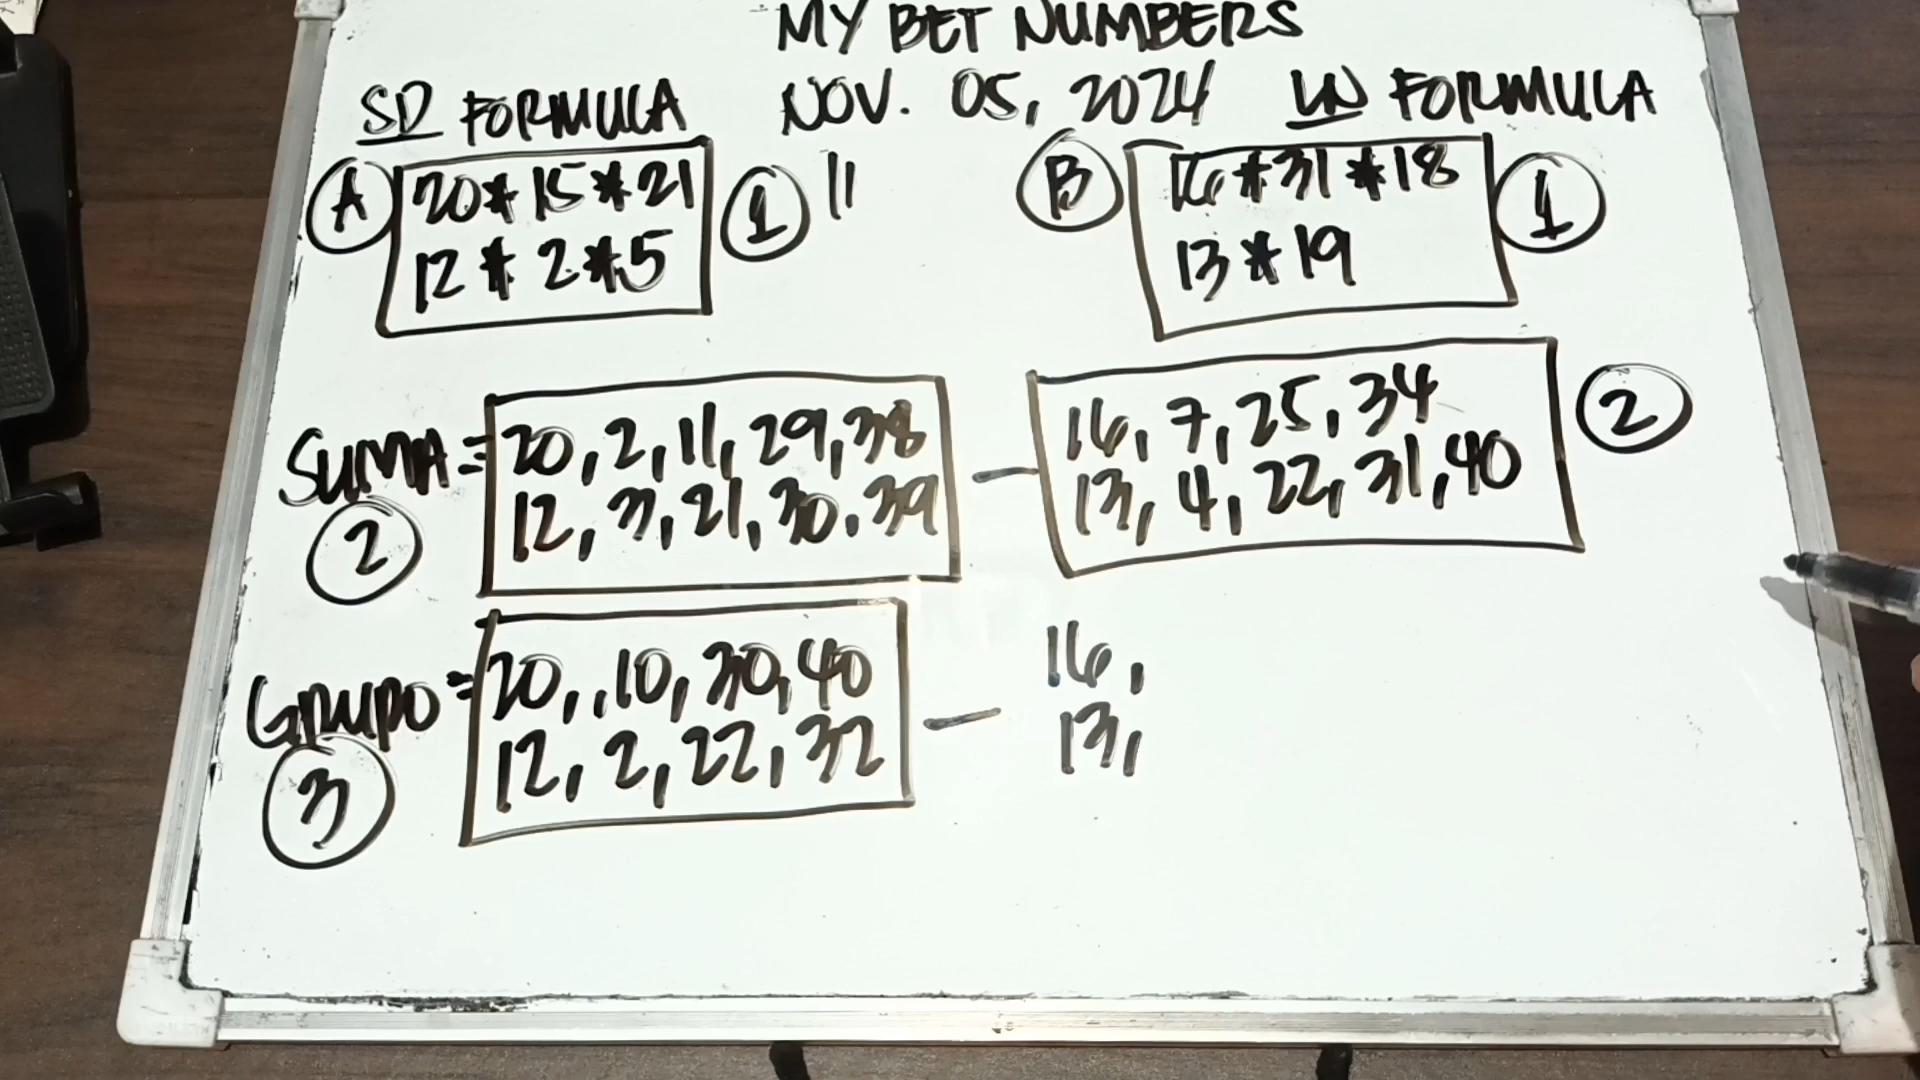 MY BET NUMBERS
SD FORMULA NOV. 05, 2024 LN FORMULA
A 20*15*21 1 11 B 16*31*18 1
12*2*5 13*19
SUMA = 20, 2, 11, 29, 38 - 16, 7, 25, 34 2
12, 3, 21, 30, 39 13, 4, 22, 31, 40
2
GRUPO = 20,, 10, 30, 40 - 16,
12, 2, 22, 32 13,
3